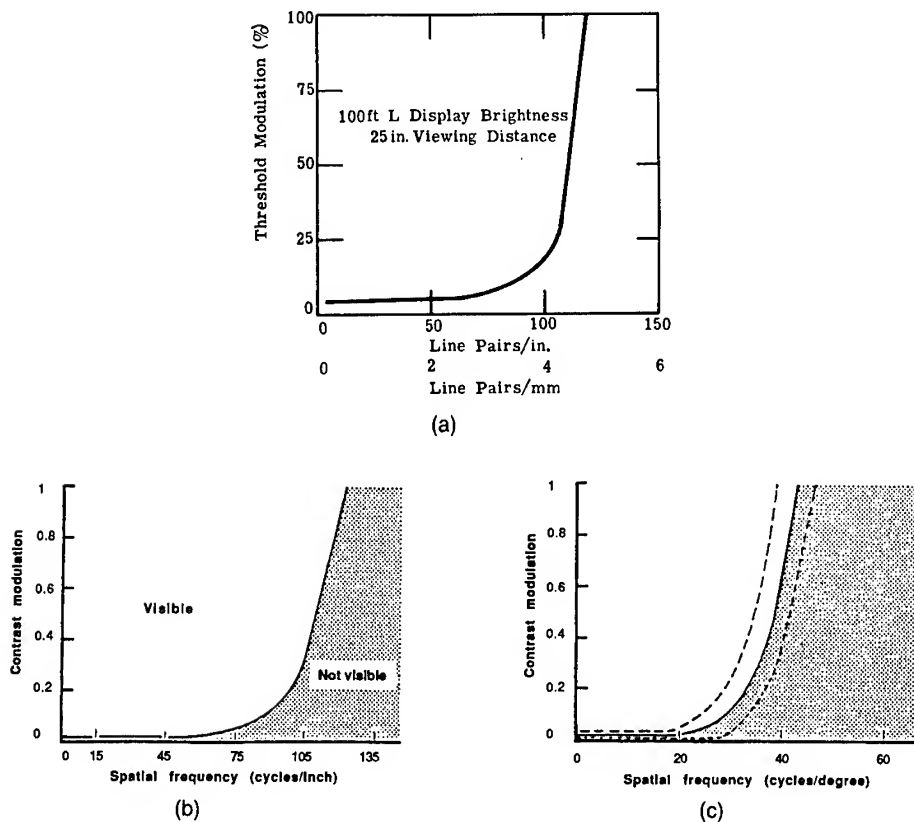 Threshold Modulation (%)
100
75
50
25
0
100ft L Display Brightness
25in. Viewing Distance
0 50 100 150
Line Pairs/in.
0 2 4 6
Line Pairs/mm
(a)
Contrast modulation
1
0.8
0.6
0.4
0.2
0
Visible
Not visible
0 15 45 75 105 135
Spatial frequency (cycles/inch)
(b)
Contrast modulation
1
0.8
0.6
0.4
0.2
0
0 20 40 60
Spatial frequency (cycles/degree)
(c)